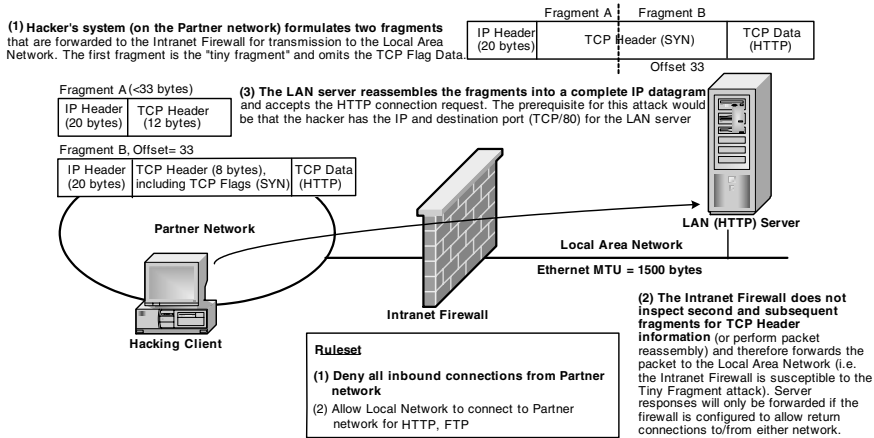 (1) Hacker's system (on the Partner network) formulates two fragments
that are forwarded to the Intranet Firewall for transmission to the Local Area
Network. The first fragment is the "tiny fragment" and omits the TCP Flag Data.
Fragment A
Fragment B
IP Header
(20 bytes)
TCP Header (SYN)
TCP Data
(HTTP)
Offset 33
Fragment A (<33 bytes)
IP Header
(20 bytes)
TCP Header
(12 bytes)
(3) The LAN server reassembles the fragments into a complete IP datagram
and accepts the HTTP connection request. The prerequisite for this attack would
be that the hacker has the IP and destination port (TCP/80) for the LAN server
Fragment B, Offset= 33
IP Header
(20 bytes)
TCP Header (8 bytes),
including TCP Flags (SYN)
TCP Data
(HTTP)
Partner Network
LAN (HTTP) Server
Local Area Network
Ethernet MTU = 1500 bytes
Hacking Client
Intranet Firewall
Ruleset
(1) Deny all inbound connections from Partner
network
(2) Allow Local Network to connect to Partner
network for HTTP, FTP
(2) The Intranet Firewall does not
inspect second and subsequent
fragments for TCP Header
information (or perform packet
reassembly) and therefore forwards the
packet to the Local Area Network (i.e.
the Intranet Firewall is susceptible to the
Tiny Fragment attack). Server
responses will only be forwarded if the
firewall is configured to allow return
connections to/from either network.